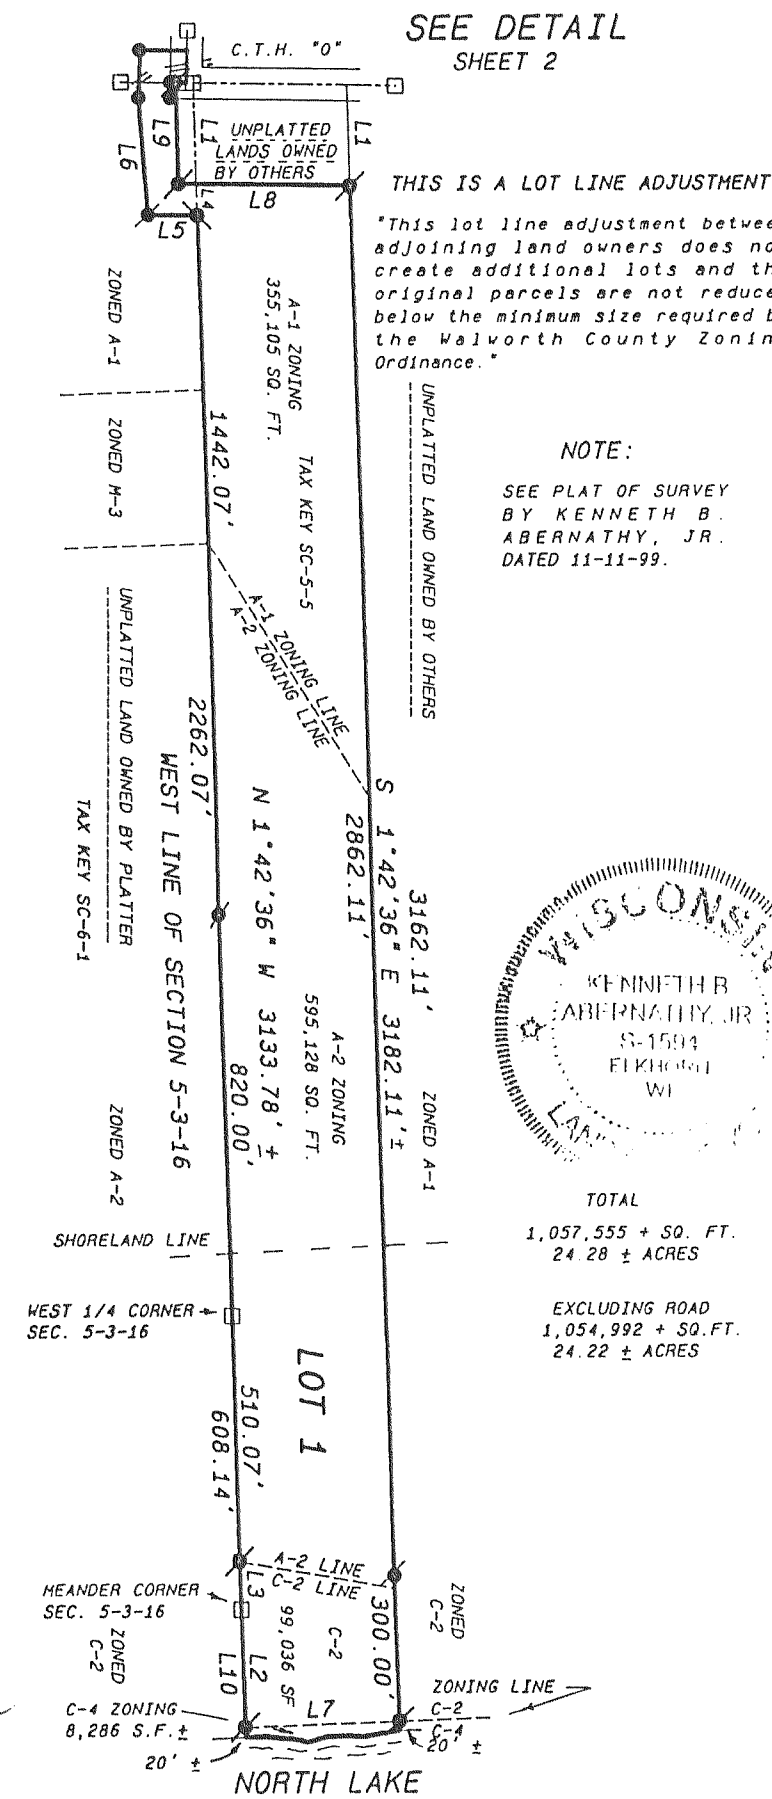 SEE DETAIL
SHEET 2
C.T.H. "O"
UNPLATTED
LANDS OWNED
BY OTHERS
L1
L1
L9
L6
L4
L8
L5
THIS IS A LOT LINE ADJUSTMENT
"This lot line adjustment betwee
adjoining land owners does no
create additional lots and th
original parcels are not reduce
below the minimum size required b
the Walworth County Zonin
Ordinance."
ZONED A-1
A-1 ZONING
355,105 SQ. FT.
UNPLATTED LAND OWNED BY OTHERS
ZONED M-3
1442.07'
TAX KEY SC-5-5
NOTE:
SEE PLAT OF SURVEY
BY KENNETH B.
ABERNATHY, JR.
DATED 11-11-99.
A-1 ZONING LINE
A-2 ZONING LINE
UNPLATTED LAND OWNED BY PLATTER
TAX KEY SC-6-1
2262.07'
WEST LINE OF SECTION 5-3-16
N 1°42'36" W 3133.78' ±
2862.11'
S 1°42'36" E 3182.11'±
3162.11'
A-2 ZONING
595,128 SQ. FT.
820.00'
ZONED A-2
ZONED A-1
WISCONSIN
KENNETH B
ABERNATHY, JR
S-1594
ELKHORN
WI
TOTAL
1,057,555 + SQ. FT.
24.28 ± ACRES
SHORELAND LINE
WEST 1/4 CORNER
SEC. 5-3-16
EXCLUDING ROAD
1,054,992 + SQ.FT.
24.22 ± ACRES
LOT 1
510.07'
608.14'
A-2 LINE
C-2 LINE
L3
MEANDER CORNER
SEC. 5-3-16
ZONED
C-2
L10
L2
99,036 SF
C-2
300.00'
ZONED
C-2
L7
ZONING LINE
C-2
C-4
C-4 ZONING
8,286 S.F.±
20' ±
20' ±
NORTH LAKE